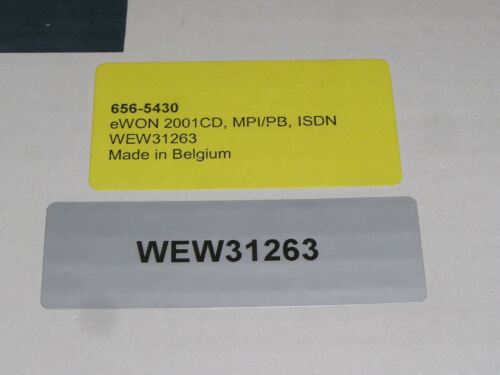 656-5430
eWON 2001CD, MPI/PB, ISDN
WEW31263
Made in Belgium
WEW31263